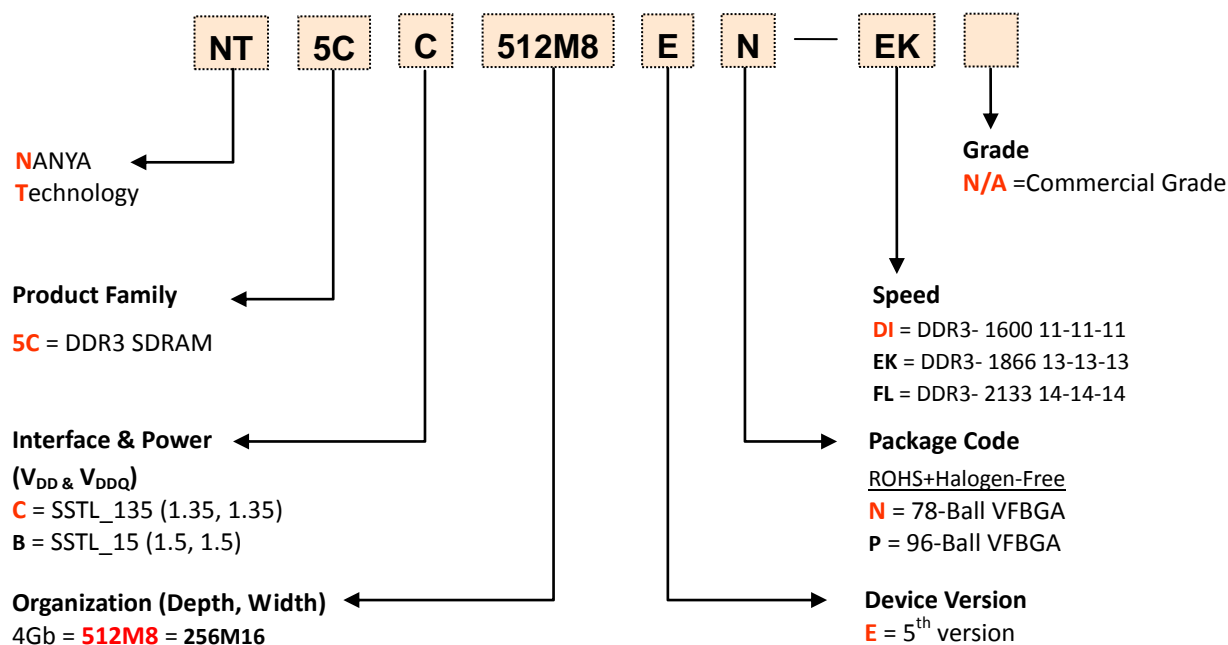 NT 5C C 512M8 E N — EK
NANYA
Technology
Grade
N/A =Commercial Grade
Product Family
5C = DDR3 SDRAM
Speed
DI = DDR3- 1600 11-11-11
EK = DDR3- 1866 13-13-13
FL = DDR3- 2133 14-14-14
Interface & Power
(VDD & VDDQ)
C = SSTL_135 (1.35, 1.35)
B = SSTL_15 (1.5, 1.5)
Package Code
ROHS+Halogen-Free
N = 78-Ball VFBGA
P = 96-Ball VFBGA
Organization (Depth, Width)
4Gb = 512M8 = 256M16
Device Version
E = 5th version